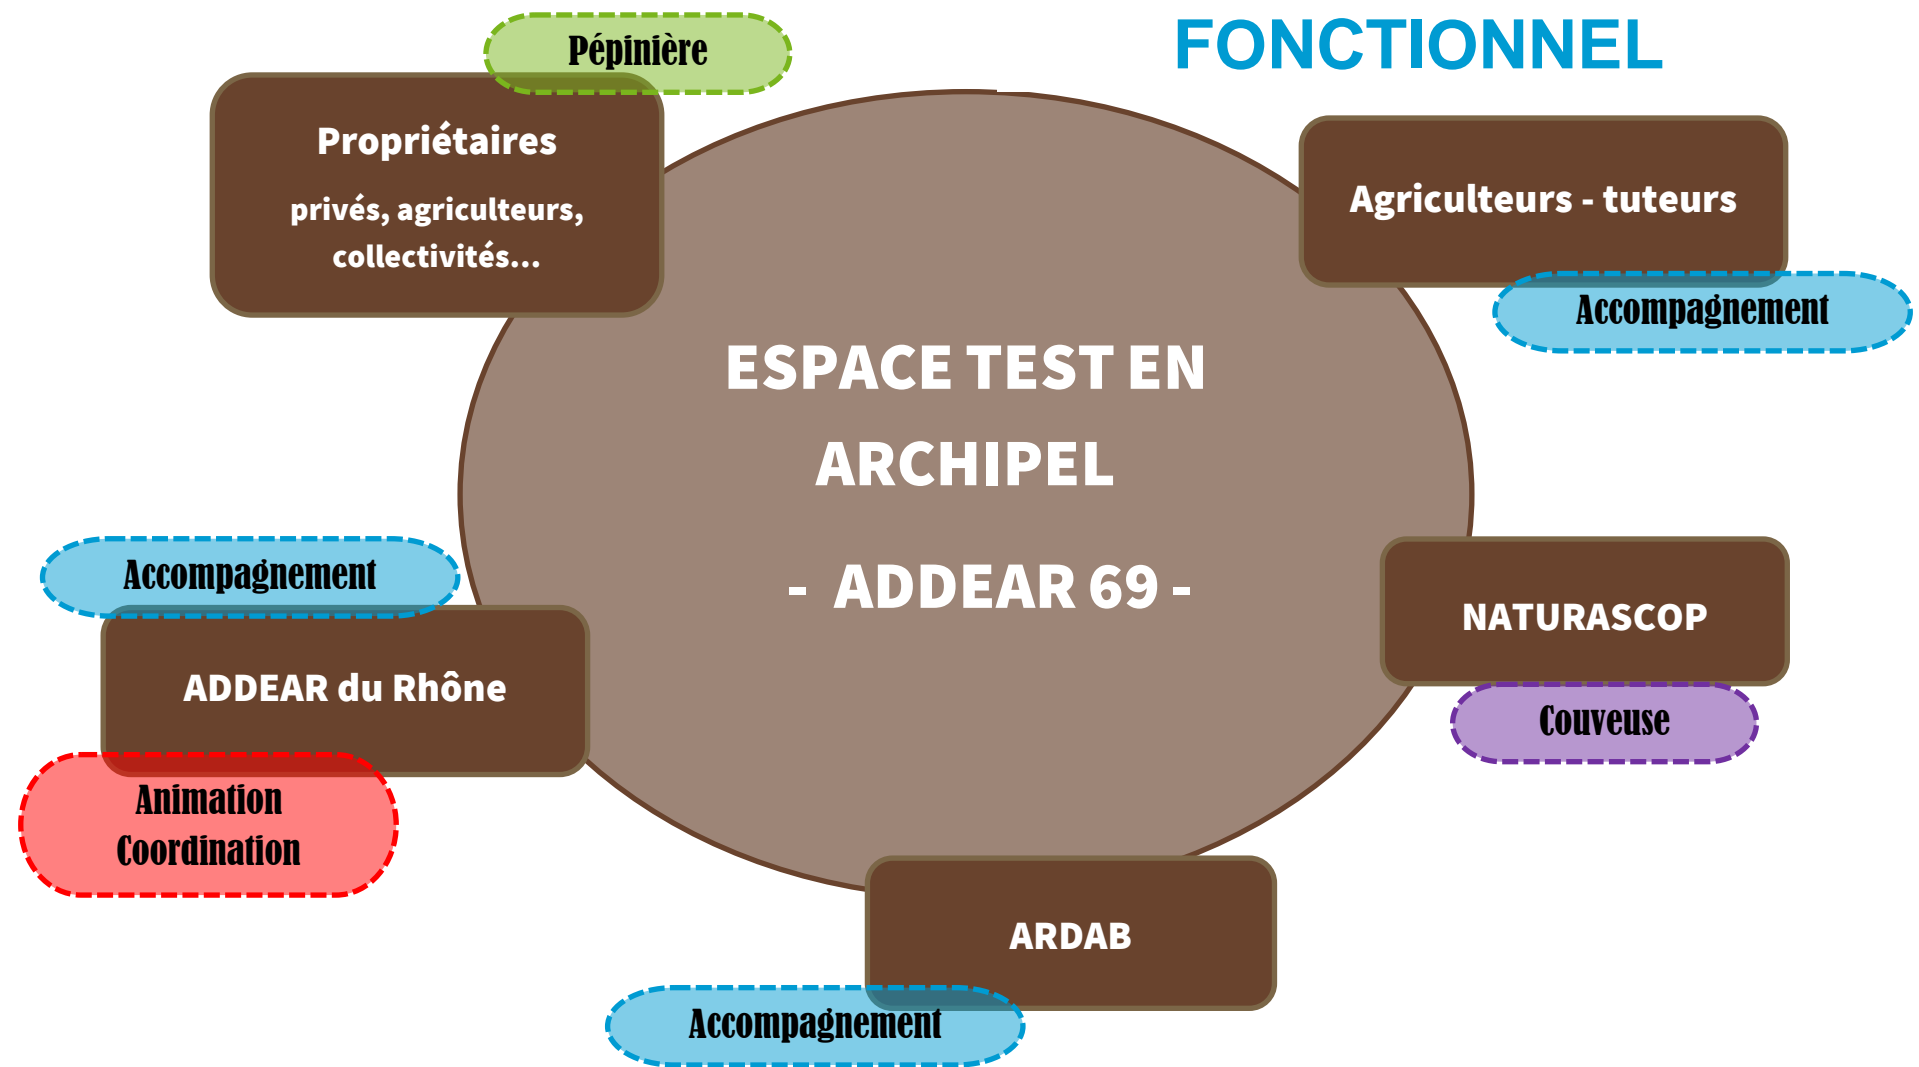 FONCTIONNEL
Pépinière
Propriétaires
privés, agriculteurs,
collectivités...
Agriculteurs - tuteurs
Accompagnement
ESPACE TEST EN
ARCHIPEL
- ADDEAR 69 -
Accompagnement
ADDEAR du Rhône
Animation
Coordination
NATURASCOP
Couveuse
ARDAB
Accompagnement